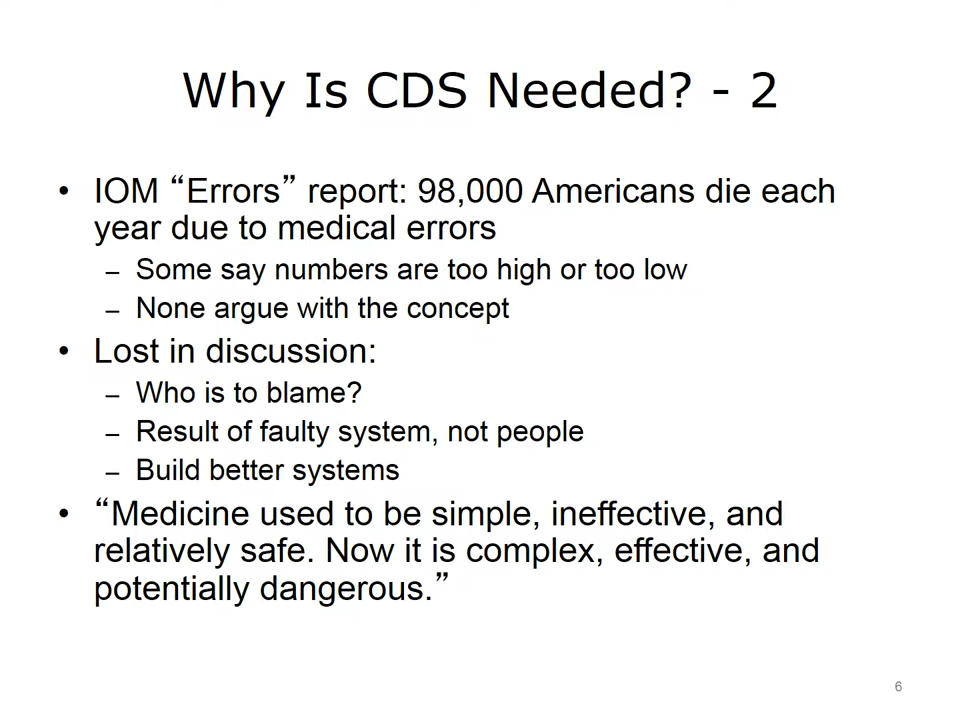 Why Is CDS Needed? - 2
• IOM “Errors” report: 98,000 Americans die each
year due to medical errors
– Some say numbers are too high or too low
– None argue with the concept
• Lost in discussion:
– Who is to blame?
– Result of faulty system, not people
– Build better systems
• “Medicine used to be simple, ineffective, and
relatively safe. Now it is complex, effective, and
potentially dangerous.”
6